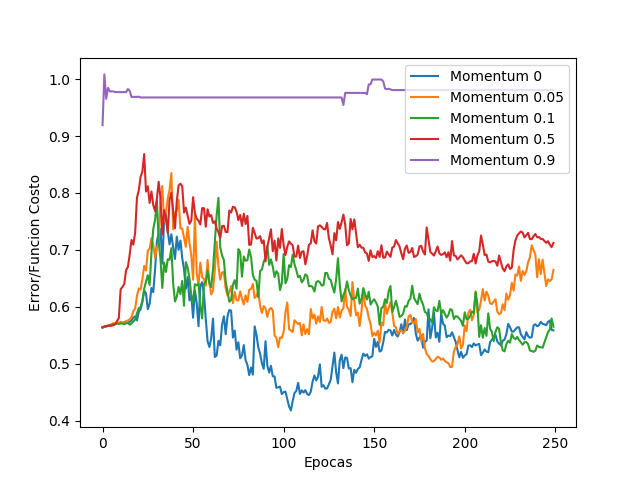 1.0
0.9
0.8
0.7
0.6
0.5
0.4
Error/Funcion Costo
Momentum 0
Momentum 0.05
Momentum 0.1
Momentum 0.5
Momentum 0.9
0 50 100 150 200 250
Epocas